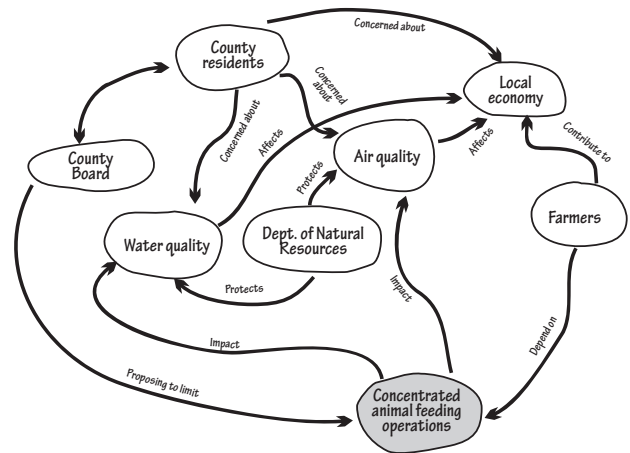 Concerned about
County
residents
Concerned
about
Local
economy
Concerned about
Affects
Affects
Contribute to
County
Board
Air quality
Protects
Farmers
Water quality
Dept. of Natural
Resources
Protects
Impact
Impact
Depend on
Proposing to limit
Concentrated
animal feeding
operations